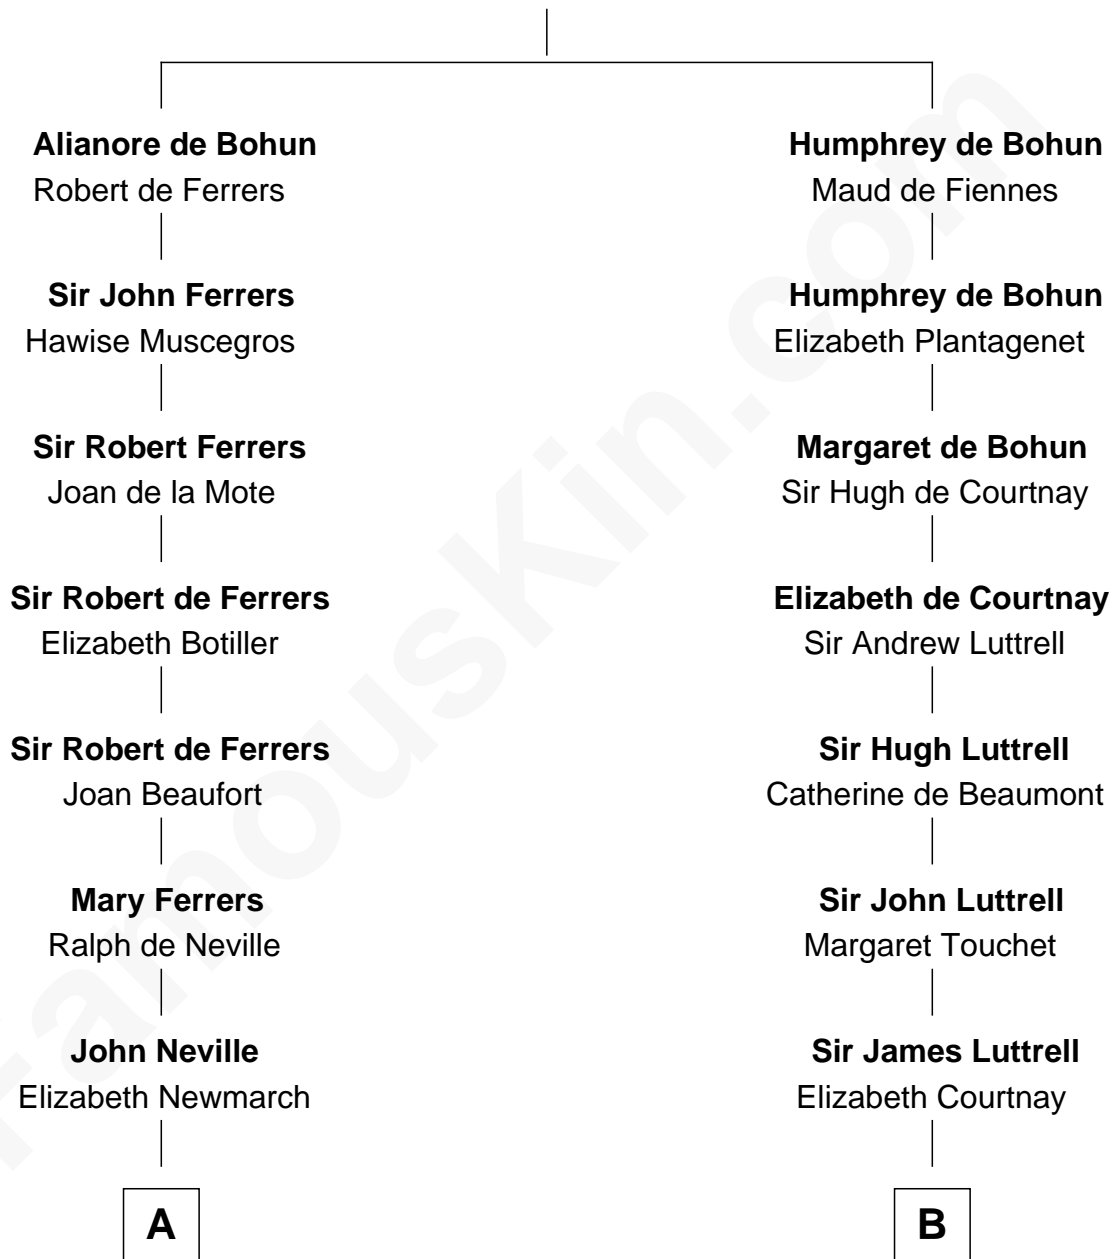 Alianore de Bohun
Robert de Ferrers
Sir John Ferrers
Hawise Muscegros
Sir Robert Ferrers
Joan de la Mote
Sir Robert de Ferrers
Elizabeth Botiller
Sir Robert de Ferrers
Joan Beaufort
Mary Ferrers
Ralph de Neville
John Neville
Elizabeth Newmarch
A
Humphrey de Bohun
Maud de Fiennes
Humphrey de Bohun
Elizabeth Plantagenet
Margaret de Bohun
Sir Hugh de Courtnay
Elizabeth de Courtnay
Sir Andrew Luttrell
Sir Hugh Luttrell
Catherine de Beaumont
Sir John Luttrell
Margaret Touchet
Sir James Luttrell
Elizabeth Courtnay
B
FamousKin.com